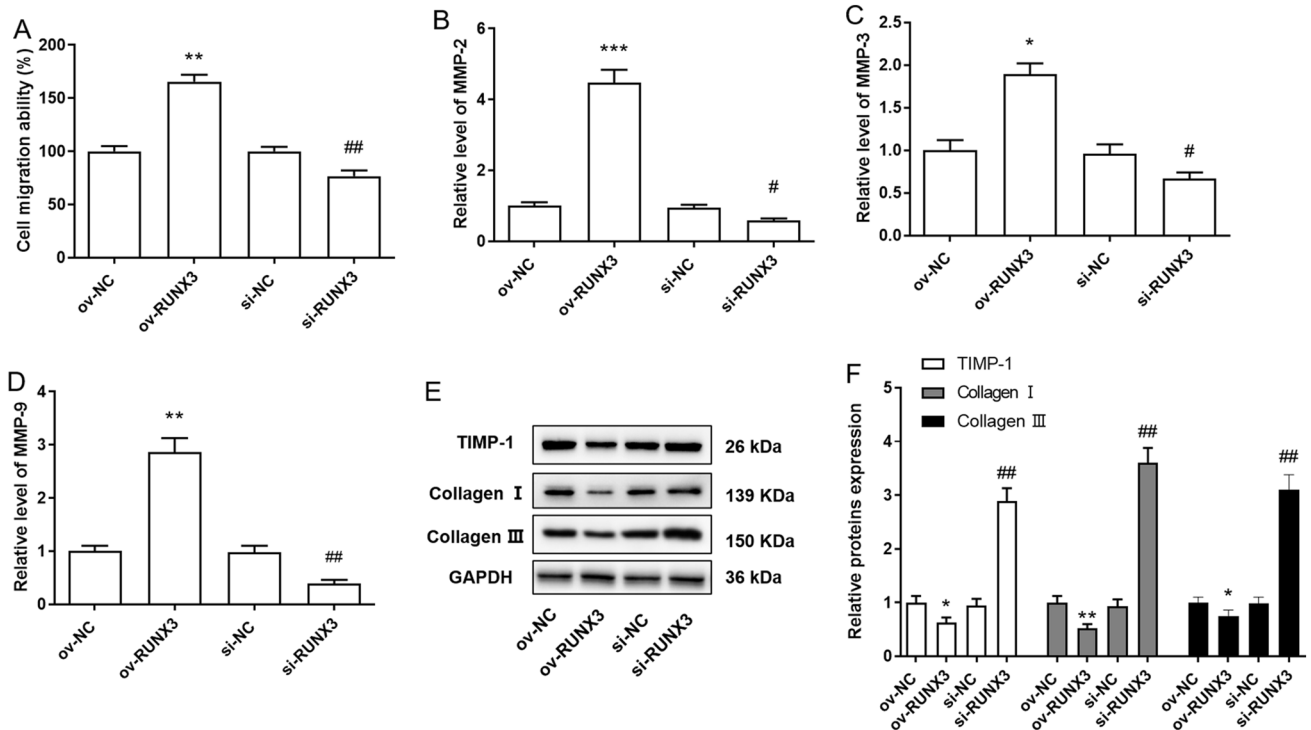 A
Cell migration ability (%)
200
150
100
50
0
**
##
ov-NC
ov-RUNX3
si-NC
si-RUNX3
B
Relative level of MMP-2
6
4
2
0
***
#
ov-NC
ov-RUNX3
si-NC
si-RUNX3
C
Relative level of MMP-3
2.5
2.0
1.5
1.0
0.5
0.0
*
#
ov-NC
ov-RUNX3
si-NC
si-RUNX3
D
Relative level of MMP-9
4
3
2
1
0
**
##
ov-NC
ov-RUNX3
si-NC
si-RUNX3
E
TIMP-1 26 kDa
Collagen Ⅰ 139 KDa
Collagen Ⅲ 150 KDa
GAPDH 36 kDa
ov-NC
ov-RUNX3
si-NC
si-RUNX3
F
TIMP-1
Collagen Ⅰ
Collagen Ⅲ
Relative proteins expression
5
4
3
2
1
0
*
##
**
##
*
##
ov-NC
ov-RUNX3
si-NC
si-RUNX3
ov-NC
ov-RUNX3
si-NC
si-RUNX3
ov-NC
ov-RUNX3
si-NC
si-RUNX3